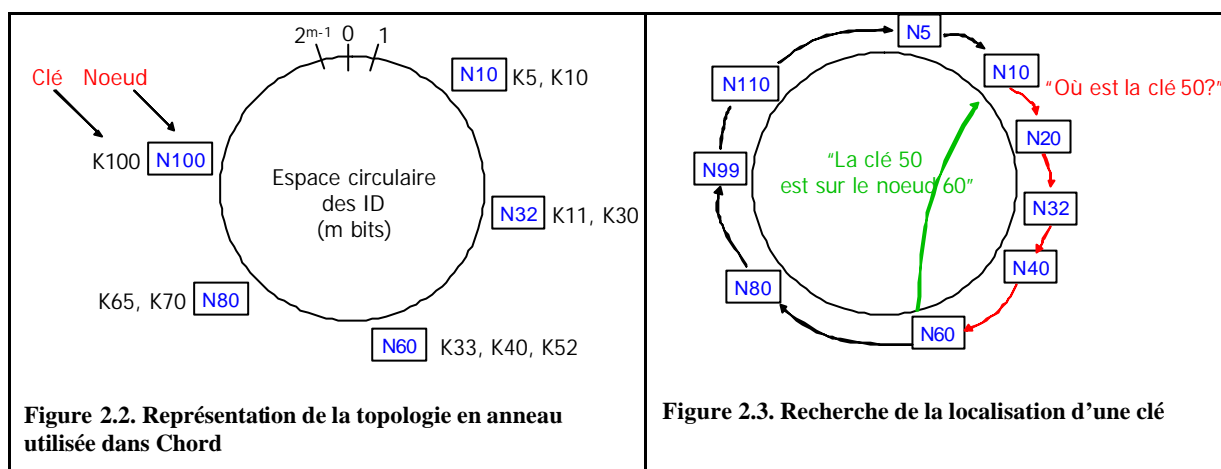 2m-1 0 1
Clé Noeud
N10 K5, K10
K100 N100
Espace circulaire
des ID
(m bits)
N32 K11, K30
K65, K70 N80
N60 K33, K40, K52
Figure 2.2. Représentation de la topologie en anneau
utilisée dans Chord
N5
N10
N110
"Où est la clé 50?"
N20
"La clé 50
est sur le noeud 60"
N99
N32
N40
N80
N60
Figure 2.3. Recherche de la localisation d'une clé